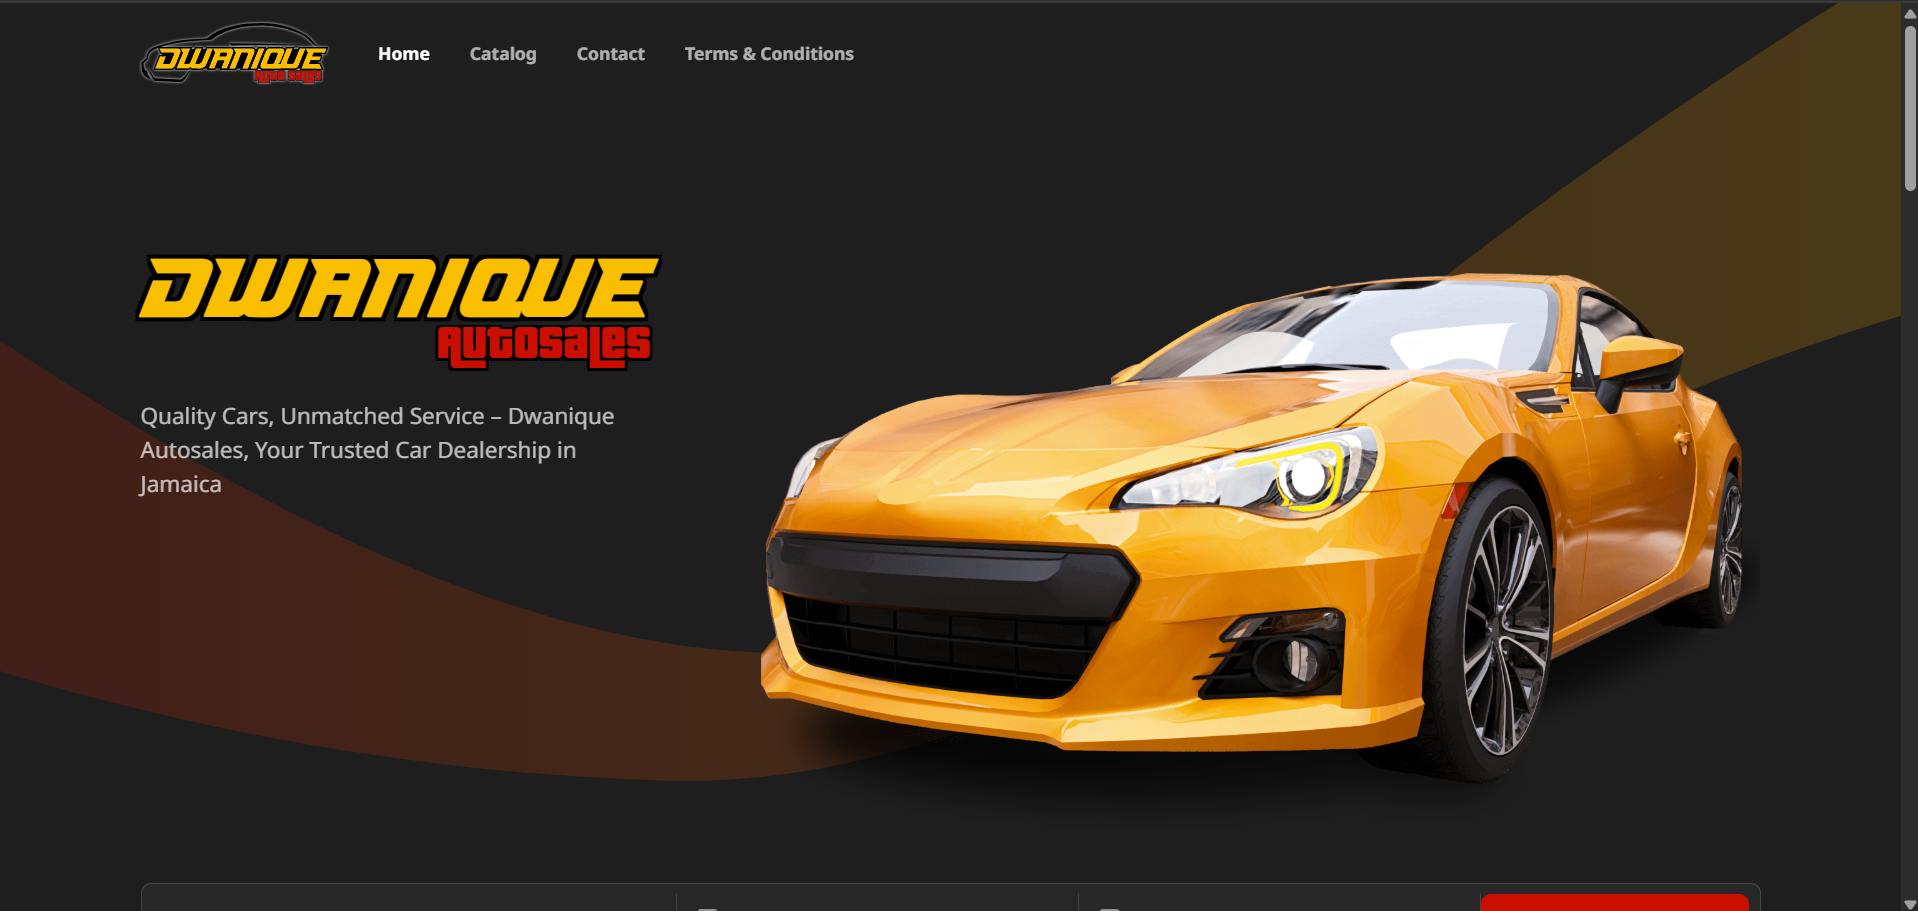 DWANIQUE
Auto sales
Home
Catalog
Contact
Terms & Conditions
DWANIQUE
Autosales
Quality Cars, Unmatched Service – Dwanique
Autosales, Your Trusted Car Dealership in
Jamaica